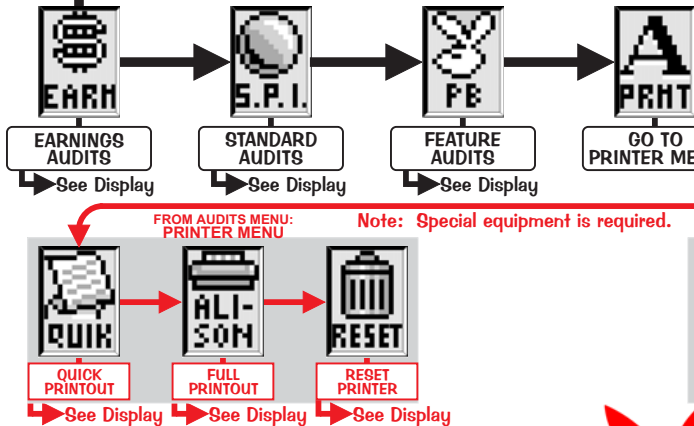 EARN
S.P.I.
PB
PRNT
EARNINGS
AUDITS
STANDARD
AUDITS
FEATURE
AUDITS
GO TO
PRINTER ME
See Display
See Display
See Display
FROM AUDITS MENU:
PRINTER MENU
Note: Special equipment is required.
QUIK
ALI-
SON
RESET
QUICK
PRINTOUT
FULL
PRINTOUT
RESET
PRINTER
See Display
See Display
See Display